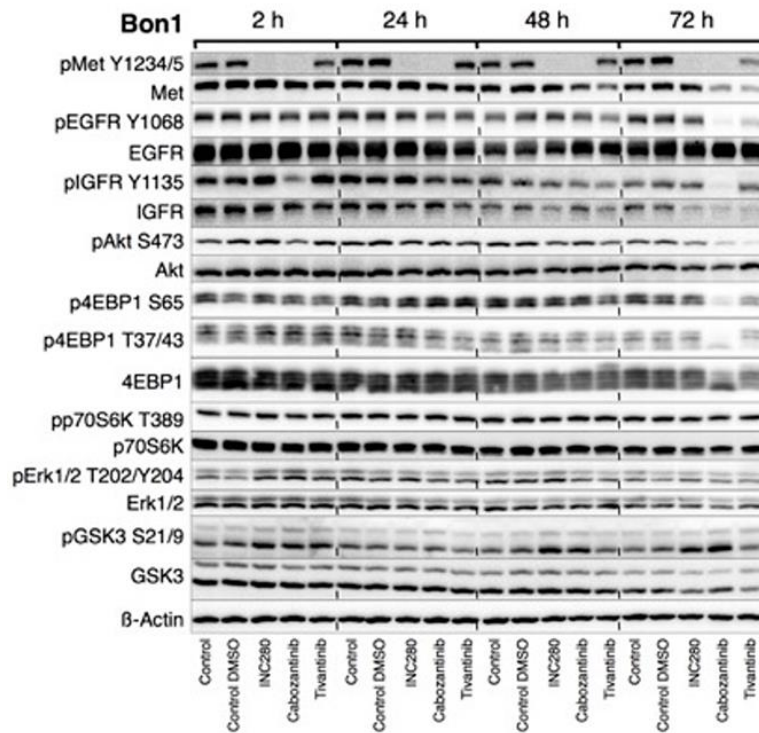 Bon1 2 h 24 h 48 h 72 h
pMet Y1234/5
Met
pEGFR Y1068
EGFR
pIGFR Y1135
IGFR
pAkt S473
Akt
p4EBP1 S65
p4EBP1 T37/43
4EBP1
pp70S6K T389
p70S6K
pErk1/2 T202/Y204
Erk1/2
pGSK3 S21/9
GSK3
ß-Actin
Control Control DMSO INC280 Cabozantinib Tivantinib Control Control DMSO INC280 Cabozantinib Tivantinib Control Control DMSO INC280 Cabozantinib Tivantinib Control Control DMSO INC280 Cabozantinib Tivantinib